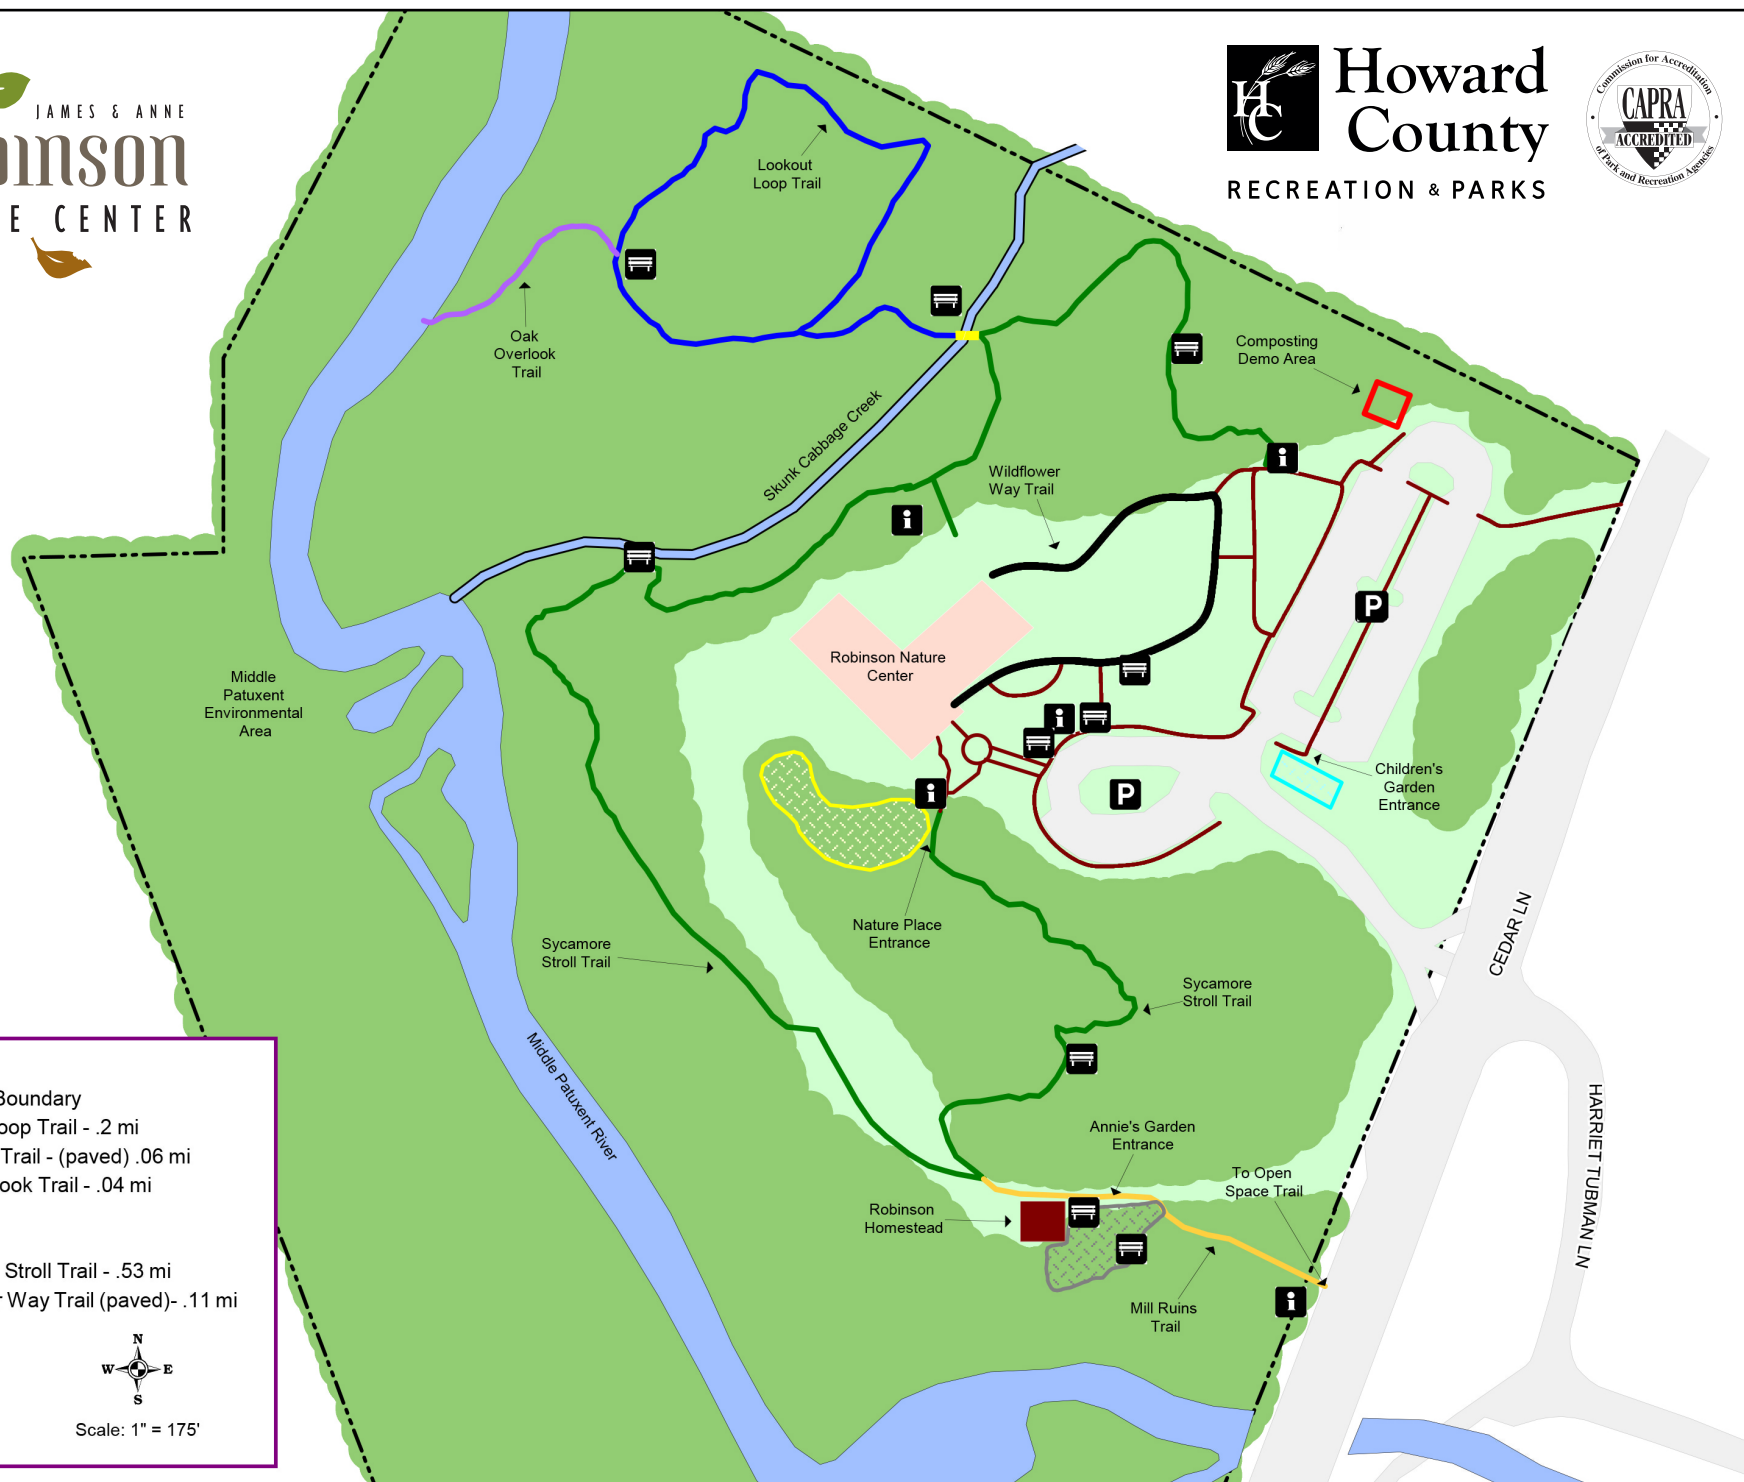 JAMES & ANNE
inson
E CENTER
HC
Howard
County
RECREATION & PARKS
Commission for Accreditation
CAPRA
ACCREDITED
of Park and Recreation Agencies
Lookout
Loop Trail
Oak
Overlook
Trail
Composting
Demo Area
Skunk Cabbage Creek
Wildflower
Way Trail
i
i
P
Robinson Nature
Center
Middle
Patuxent
Environmental
Area
i
Children's
Garden
Entrance
i
P
Nature Place
Entrance
CEDAR LN
Sycamore
Stroll Trail
Sycamore
Stroll Trail
Middle Patuxent River
HARRIET TUBMAN LN
Annie's Garden
Entrance
To Open
Space Trail
Robinson
Homestead
Mill Ruins
Trail
i
Boundary
oop Trail - .2 mi
Trail - (paved) .06 mi
ook Trail - .04 mi
Stroll Trail - .53 mi
r Way Trail (paved)- .11 mi
N
W E
S
Scale: 1" = 175'